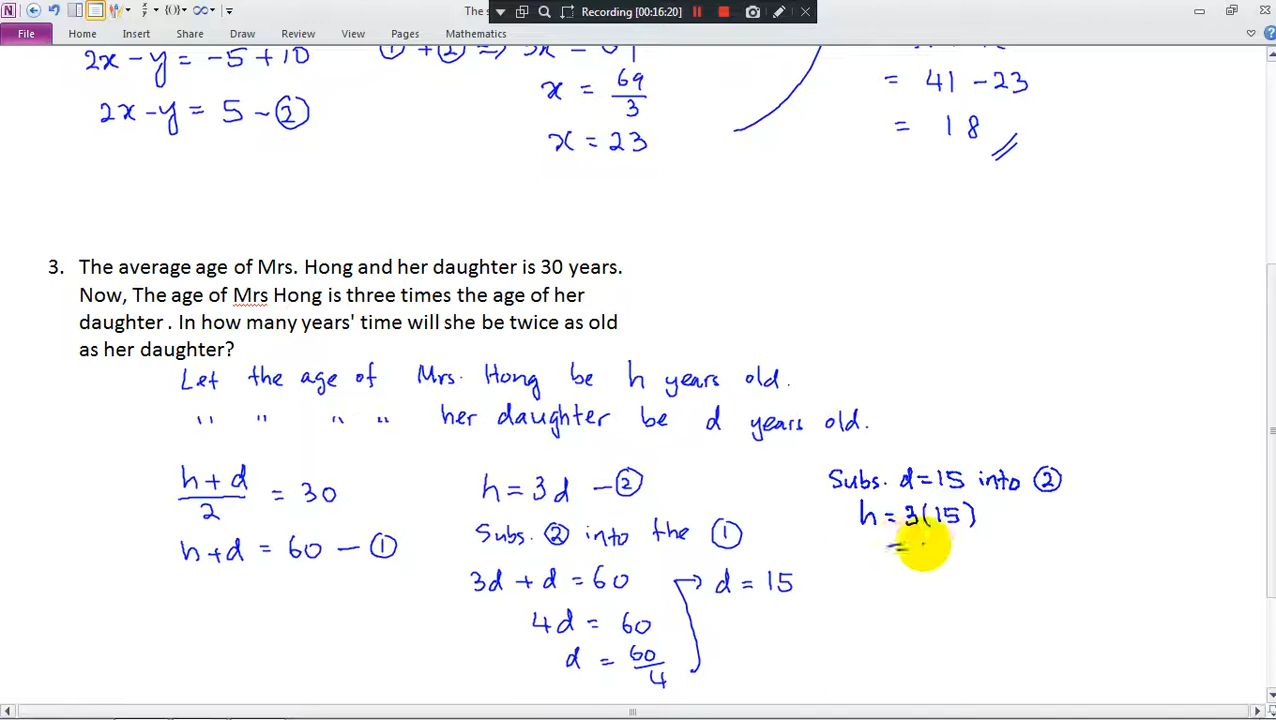 The s
Recording [00:16:20]
File Home Insert Share Draw Review View Pages Mathematics
2x - y = -5 + 10
2x - y = 5 - ②
① + ② ⇒ 3x =
x = 69/3
x = 23
= 41 - 23
= 18
3. The average age of Mrs. Hong and her daughter is 30 years.
Now, The age of Mrs Hong is three times the age of her
daughter . In how many years' time will she be twice as old
as her daughter?
Let the age of Mrs. Hong be h years old.
" " " " her daughter be d years old.
h + d / 2 = 30
h + d = 60 - ①
h = 3d - ②
Subs. ② into the ①
3d + d = 60
4d = 60
d = 60/4
d = 15
Subs. d = 15 into ②
h = 3(15)
=